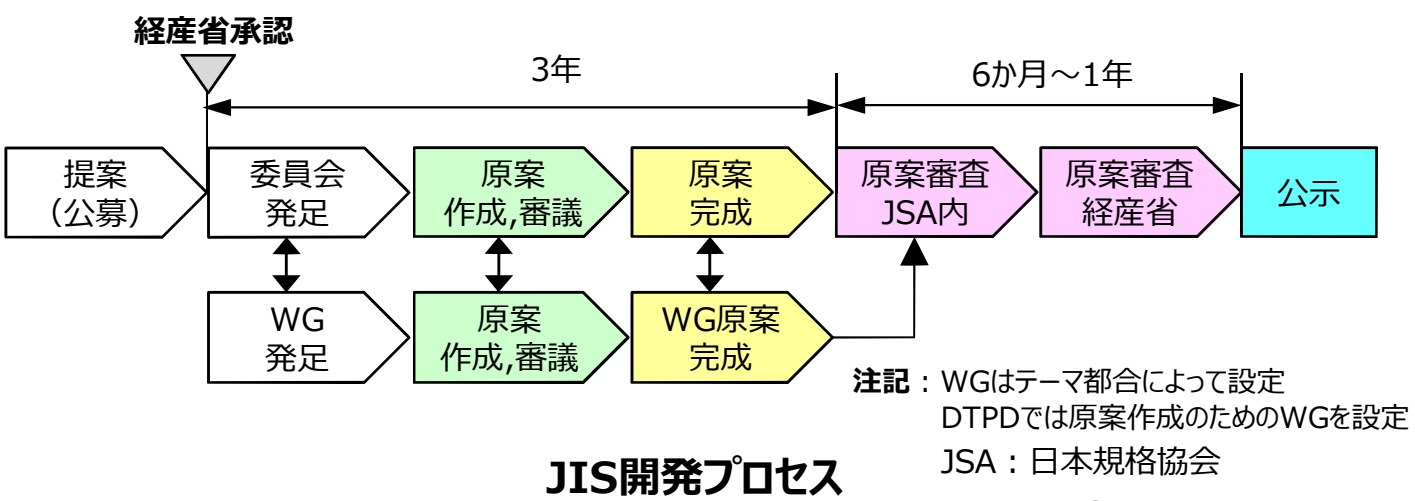 経産省承認
3年
6か月～1年
提案
（公募）
委員会
発足
原案
作成,審議
原案
完成
原案審査
JSA内
原案審査
経産省
公示
WG
発足
原案
作成,審議
WG原案
完成
注記：WGはテーマ都合によって設定
DTPDでは原案作成のためのWGを設定
JSA：日本規格協会
JIS開発プロセス